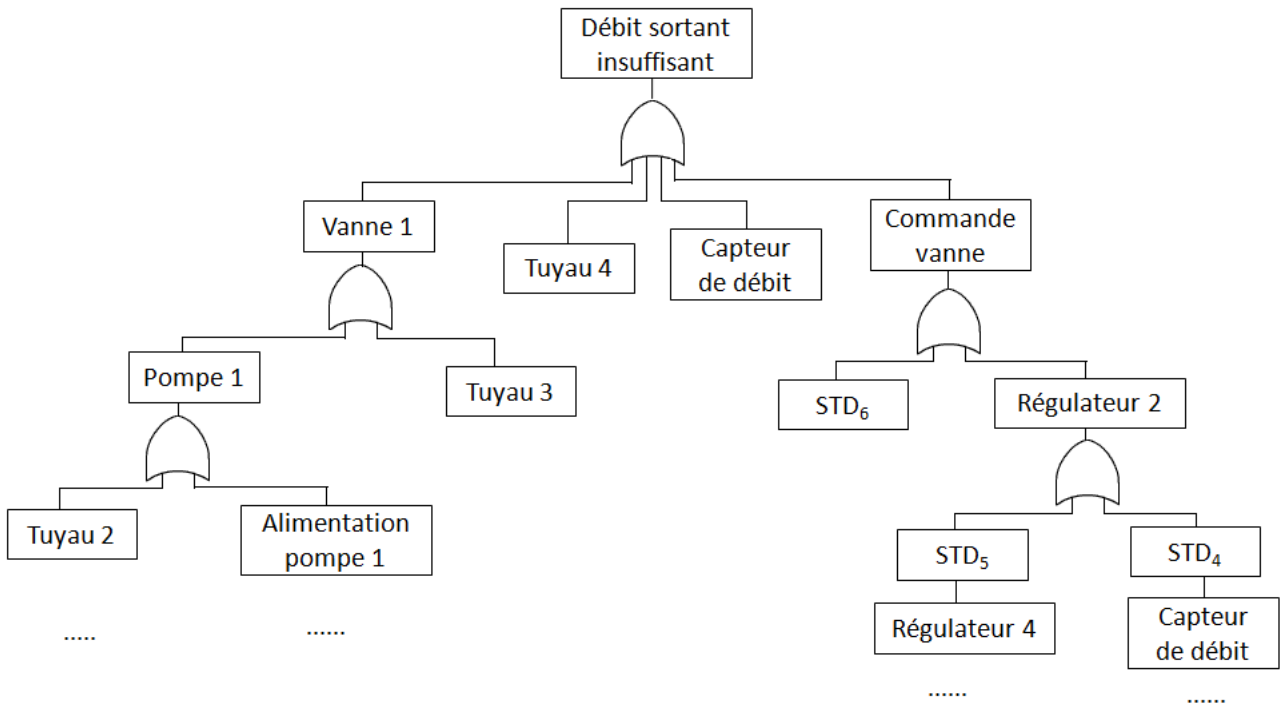 Débit sortant
insuffisant
Vanne 1
Tuyau 4
Capteur
de débit
Commande
vanne
Pompe 1
Tuyau 3
STD₆
Régulateur 2
Tuyau 2
Alimentation
pompe 1
STD₅
STD₄
Régulateur 4
Capteur
de débit
.....
......
......
......